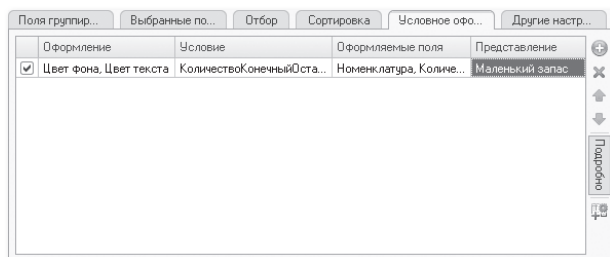 Поля группир... Выбранные по... Отбор Сортировка Условное офо... Другие настр...
Оформление Условие Оформляемые поля Представление
Цвет фона, Цвет текста КоличествоКонечныйОста... Номенклатура, Количе... Маленький запас
Подробно